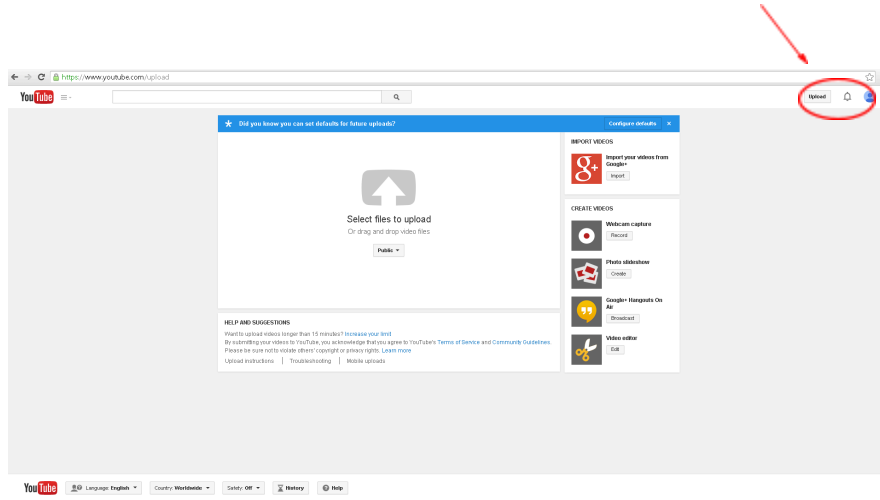 https://www.youtube.com/upload
YouTube
Upload
Did you know you can set defaults for future uploads?
Configure defaults
×
Select files to upload
Or drag and drop video files
Public
IMPORT VIDEOS
Import your videos from
Google+
Import
CREATE VIDEOS
Webcam capture
Record
Photo slideshow
Create
Google+ Hangouts On
Air
Broadcast
Video editor
Edit
HELP AND SUGGESTIONS
Want to upload videos longer than 15 minutes? Increase your limit
By submitting your videos to YouTube, you acknowledge that you agree to YouTube's Terms of Service and Community Guidelines.
Please be sure not to violate others' copyright or privacy rights. Learn more
Upload instructions | Troubleshooting | Mobile uploads
YouTube
Language: English
Country: Worldwide
Safety: Off
History
Help